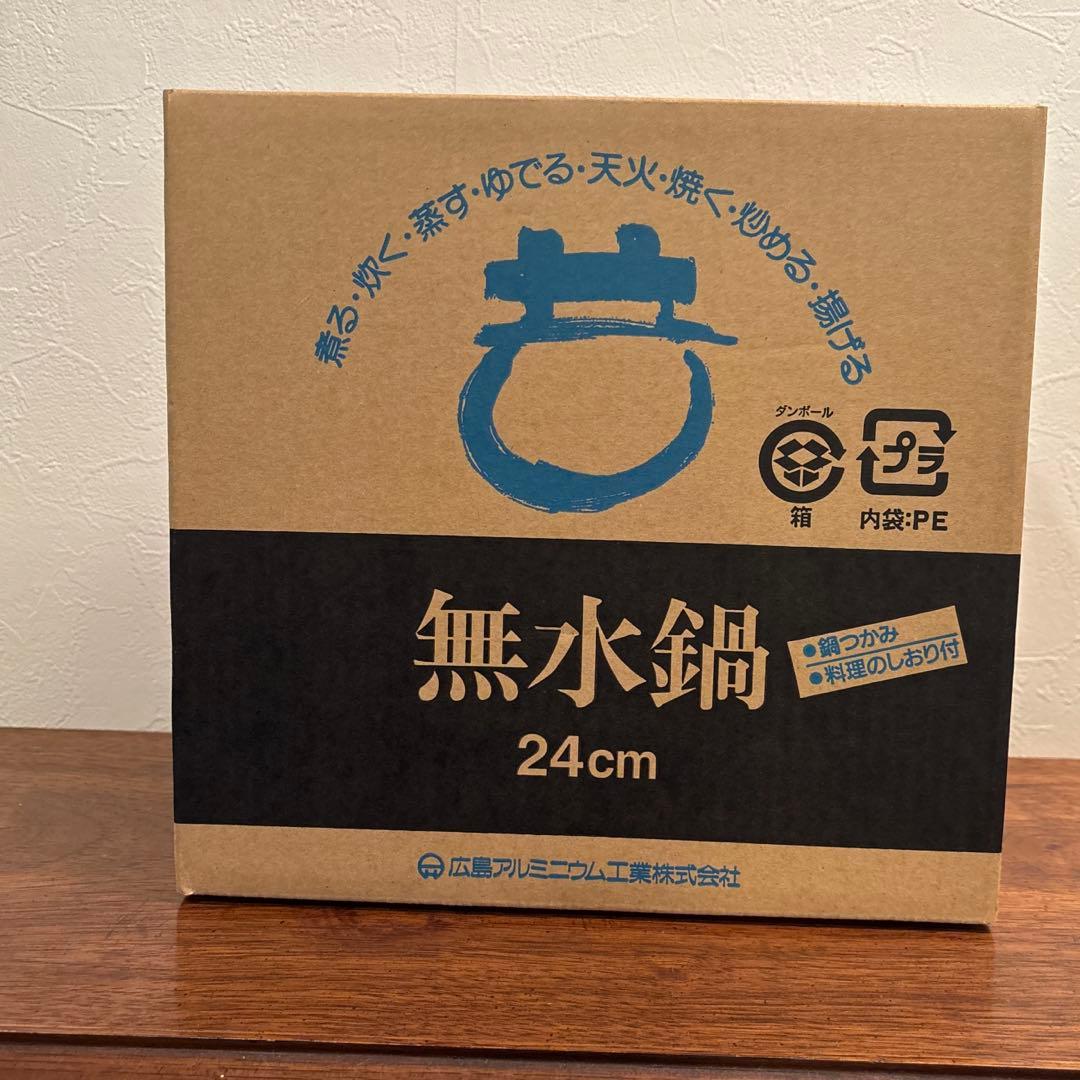 煮る・炊く・蒸す・ゆでる・天火・焼く・炒める・揚げる
ダンボール
箱
プラ
内袋:PE
無水鍋
●鍋つかみ
●料理のしおり付
24cm
広島アルミニウム工業株式会社